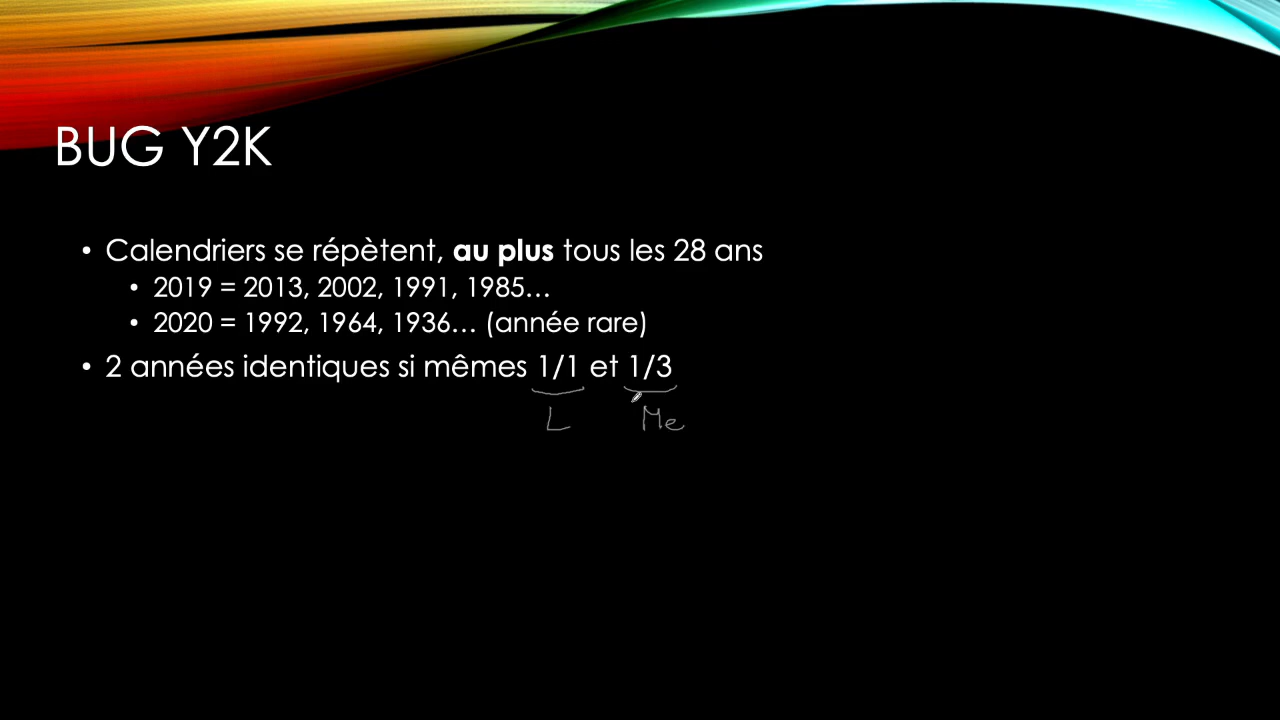 BUG Y2K
• Calendriers se répètent, au plus tous les 28 ans
• 2019 = 2013, 2002, 1991, 1985…
• 2020 = 1992, 1964, 1936… (année rare)
• 2 années identiques si mêmes 1/1 et 1/3
L Me